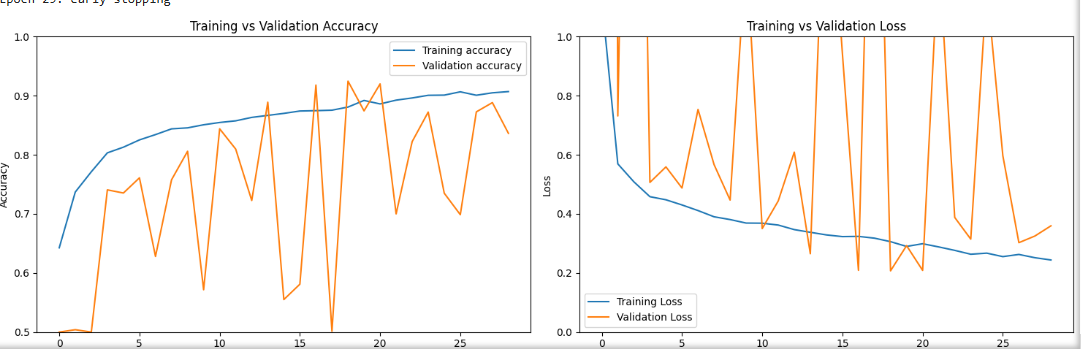 Epoch 29: early stopping
Training vs Validation Accuracy
1.0
0.9
0.8
0.7
0.6
0.5
Accuracy
Training accuracy
Validation accuracy
0 5 10 15 20 25
Training vs Validation Loss
1.0
0.8
0.6
0.4
0.2
0.0
Loss
Training Loss
Validation Loss
0 5 10 15 20 25